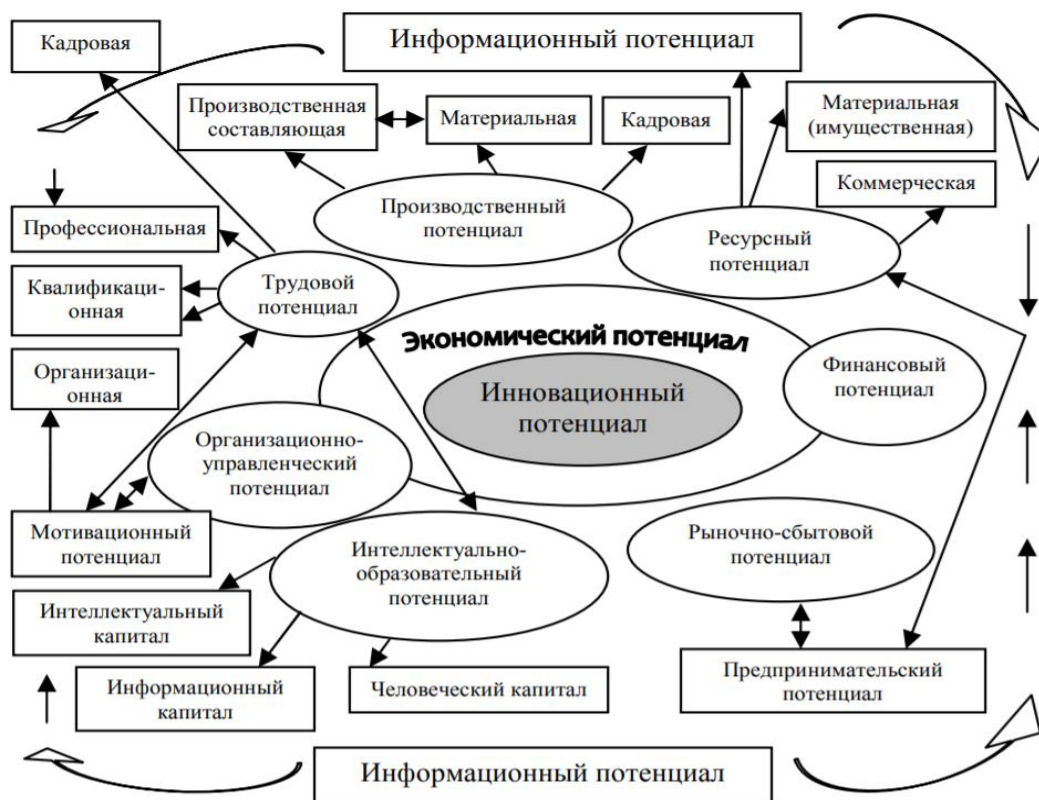 Кадровая
Информационный потенциал
Производственная
составляющая
Материальная
Кадровая
Материальная
(имущественная)
Коммерческая
Профессиональная
Производственный
потенциал
Ресурсный
потенциал
Квалификаци-
онная
Трудовой
потенциал
Экономический потенциал
Организаци-
онная
Инновационный
потенциал
Финансовый
потенциал
Организационно-
управленческий
потенциал
Мотивационный
потенциал
Рыночно-сбытовой
потенциал
Интеллектуально-
образовательный
потенциал
Интеллектуальный
капитал
Информационный
капитал
Человеческий капитал
Предпринимательский
потенциал
Информационный потенциал